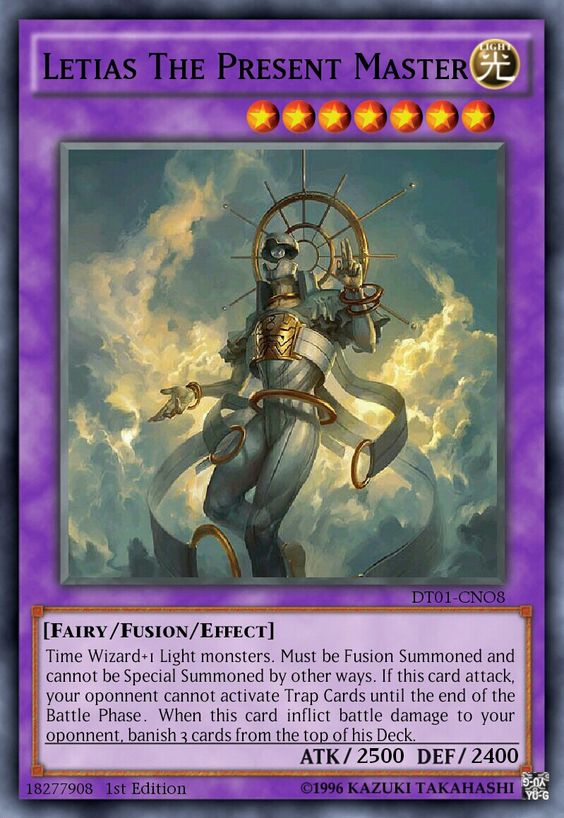 Letias The Present Master
LIGHT
光
DT01-CNO8
[Fairy/Fusion/Effect]
Time Wizard+1 Light monsters. Must be Fusion Summoned and
cannot be Special Summoned by other ways. If this card attack,
your oponnent cannot activate Trap Cards until the end of the
Battle Phase. When this card inflict battle damage to your
oponnent, banish 3 cards from the top of his Deck.
ATK/2500 DEF/2400
18277908 1st Edition ©1996 KAZUKI TAKAHASHI